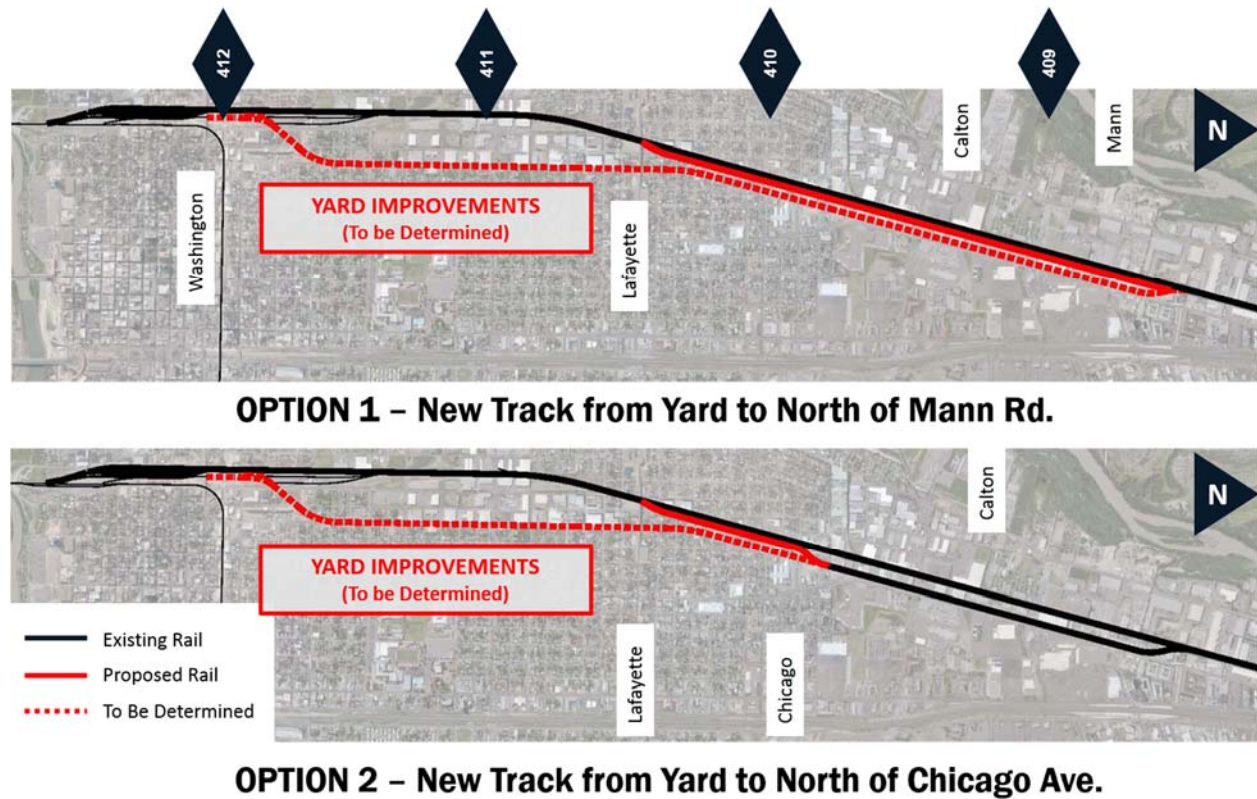 412
411
410
409
Calton
Mann
N
Washington
YARD IMPROVEMENTS
(To be Determined)
Lafayette
OPTION 1 – New Track from Yard to North of Mann Rd.
Calton
N
YARD IMPROVEMENTS
(To be Determined)
Existing Rail
Proposed Rail
To Be Determined
Lafayette
Chicago
OPTION 2 – New Track from Yard to North of Chicago Ave.